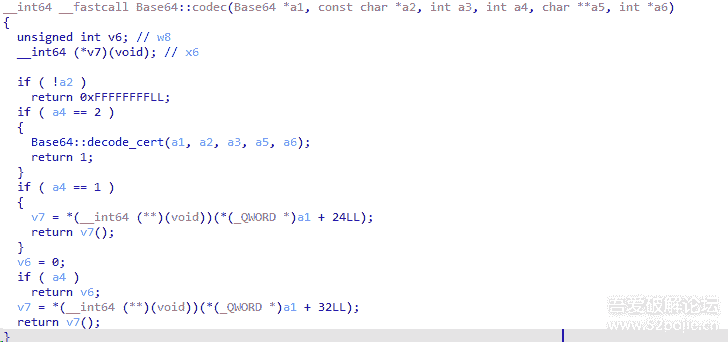 __int64 __fastcall Base64::codec(Base64 *a1, const char *a2, int a3, int a4, char **a5, int *a6)
{
  unsigned int v6; // w8
  __int64 (*v7)(void); // x6

  if ( !a2 )
    return 0xFFFFFFFFLL;
  if ( a4 == 2 )
  {
    Base64::decode_cert(a1, a2, a3, a5, a6);
    return 1;
  }
  if ( a4 == 1 )
  {
    v7 = *(__int64 (**)(void))(*(_QWORD *)a1 + 24LL);
    return v7();
  }
  v6 = 0;
  if ( a4 )
    return v6;
  v7 = *(__int64 (**)(void))(*(_QWORD *)a1 + 32LL);
  return v7();
}
吾爱破解论坛
www.52pojie.cn